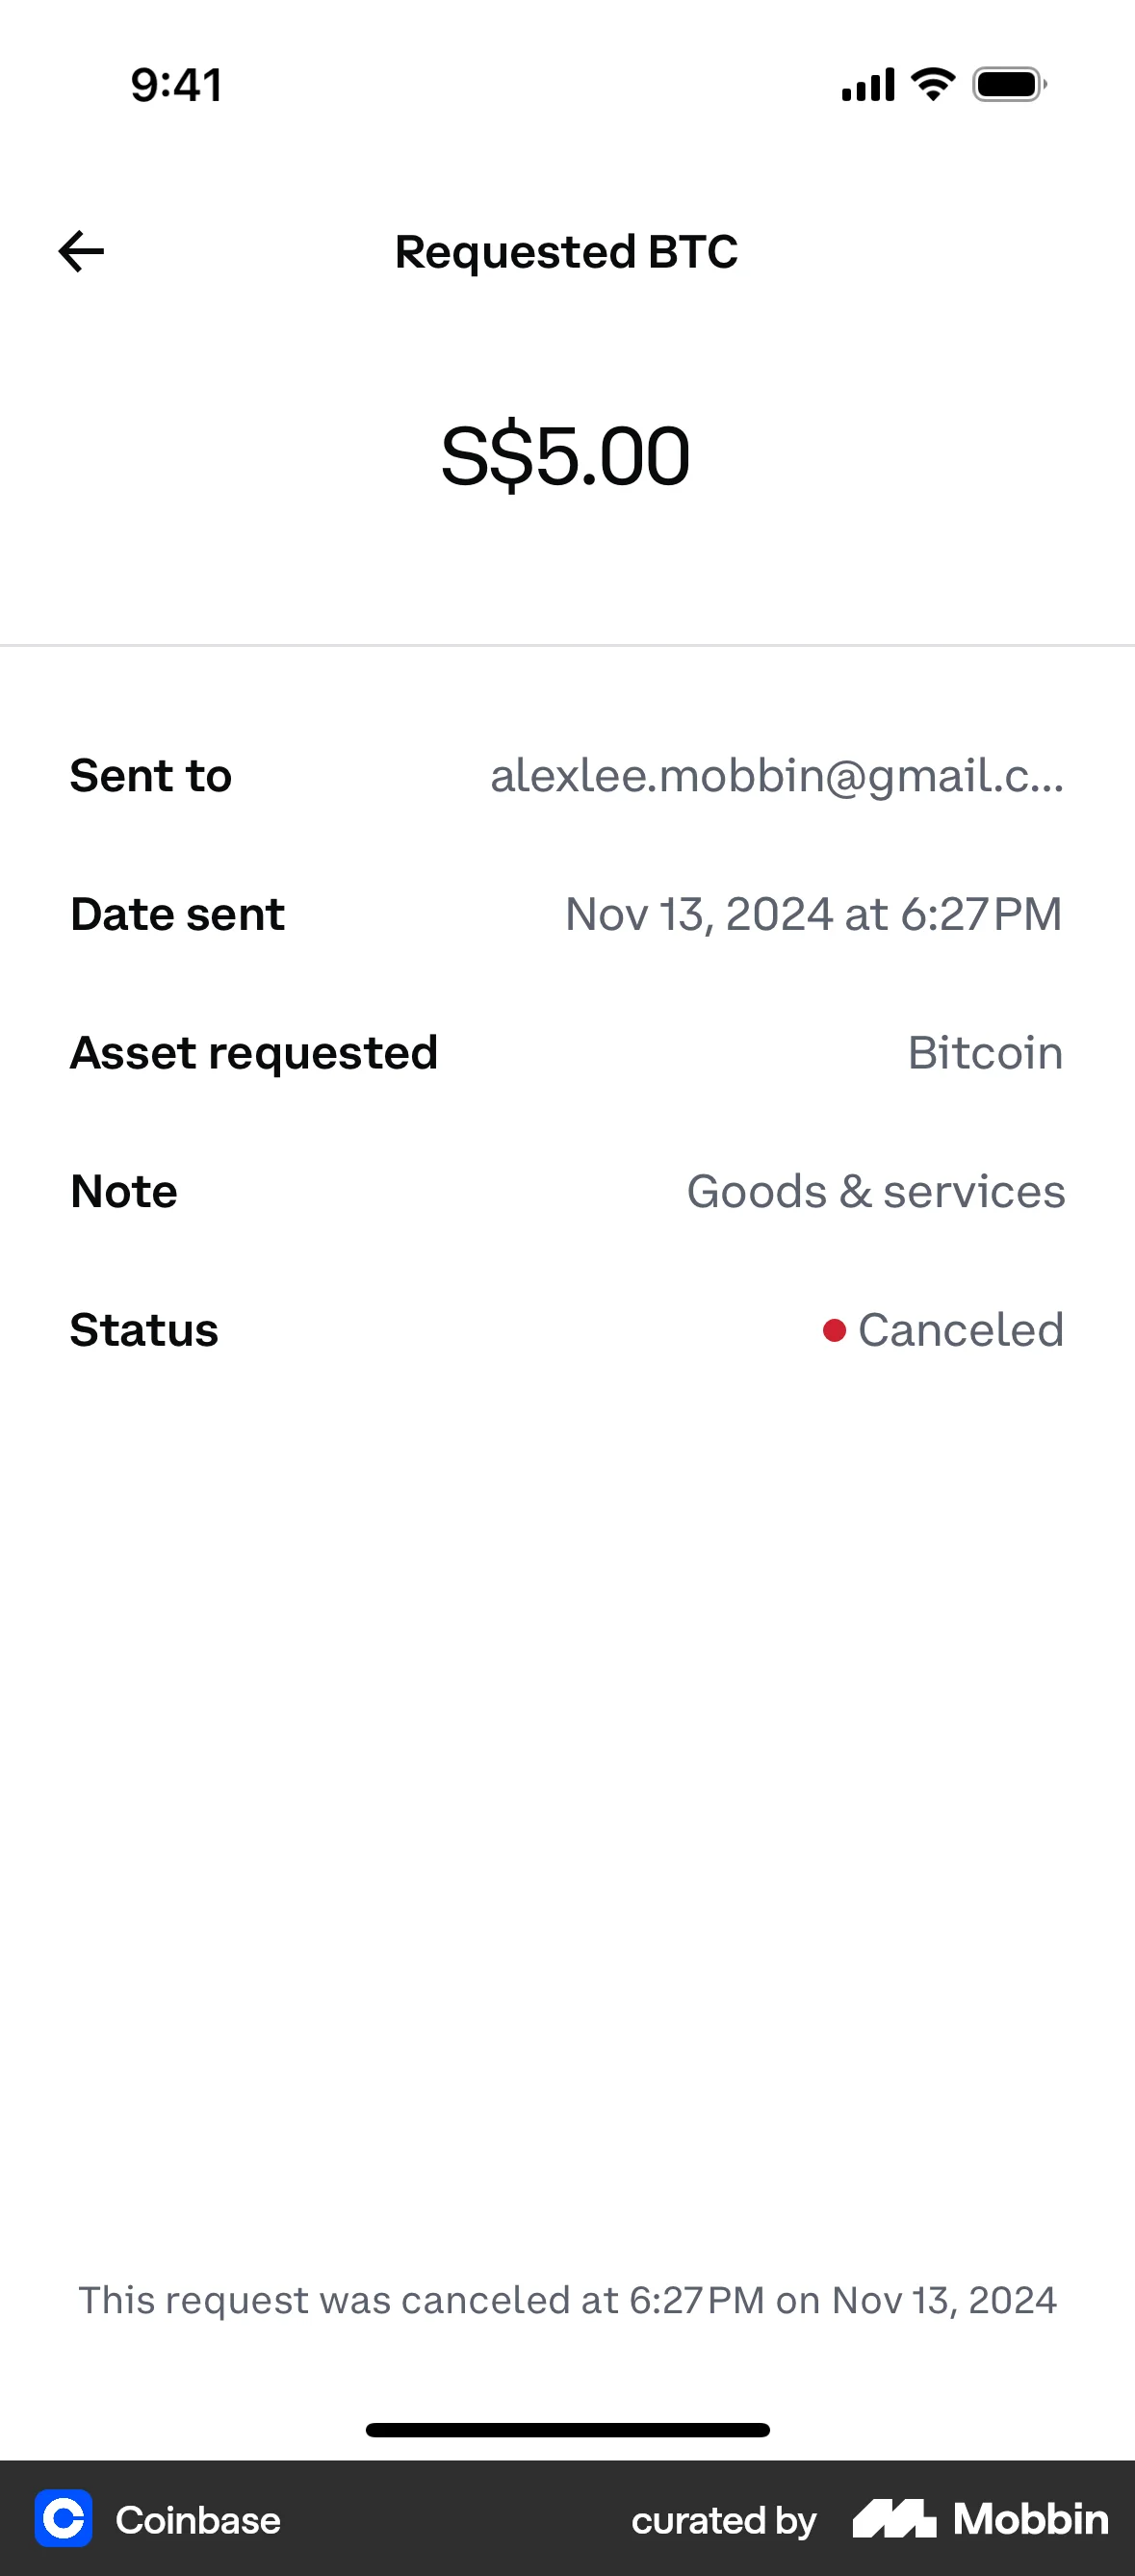 9:41
Requested BTC
S$5.00
Sent to alexlee.mobbin@gmail.c...
Date sent Nov 13, 2024 at 6:27PM
Asset requested Bitcoin
Note Goods & services
Status Canceled
This request was canceled at 6:27PM on Nov 13, 2024
Coinbase curated by Mobbin